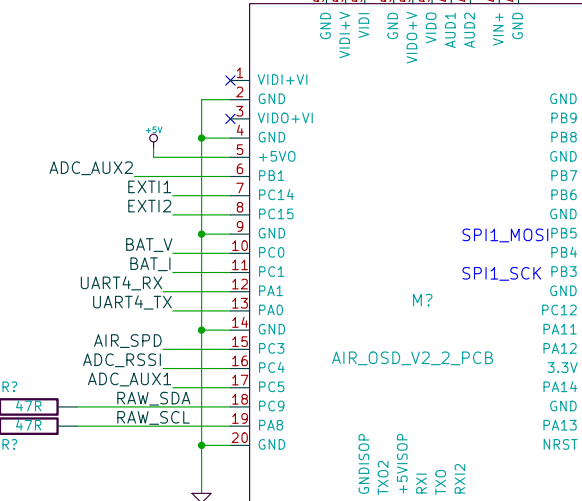 GND
VIDI+V
VIDI
GND
VIDO+V
VIDO
AUD1
AUD2
VIN+
GND
1 VIDI+VI
2 GND GND
3 VIDO+VI PB9
4 GND PB8
+5V
5 +5VO GND
ADC_AUX2 6 PB1 PB7
EXTI1 7 PC14 PB6
EXTI2 8 PC15 GND
9 GND SPI1_MOSI PB5
BAT_V 10 PC0 PB4
BAT_I 11 PC1 SPI1_SCK PB3
UART4_RX 12 PA1 GND
UART4_TX 13 PA0 M? PC12
14 GND PA11
AIR_SPD 15 PC3 PA12
ADC_RSSI 16 PC4 AIR_OSD_V2_2_PCB 3.3V
ADC_AUX1 17 PC5 PA14
R?
47R RAW_SDA 18 PC9 GND
47R RAW_SCL 19 PA8 PA13
R?
20 GND NRST
GNDISOP
TXO2
+5VISOP
RXI
TXO
RXI2